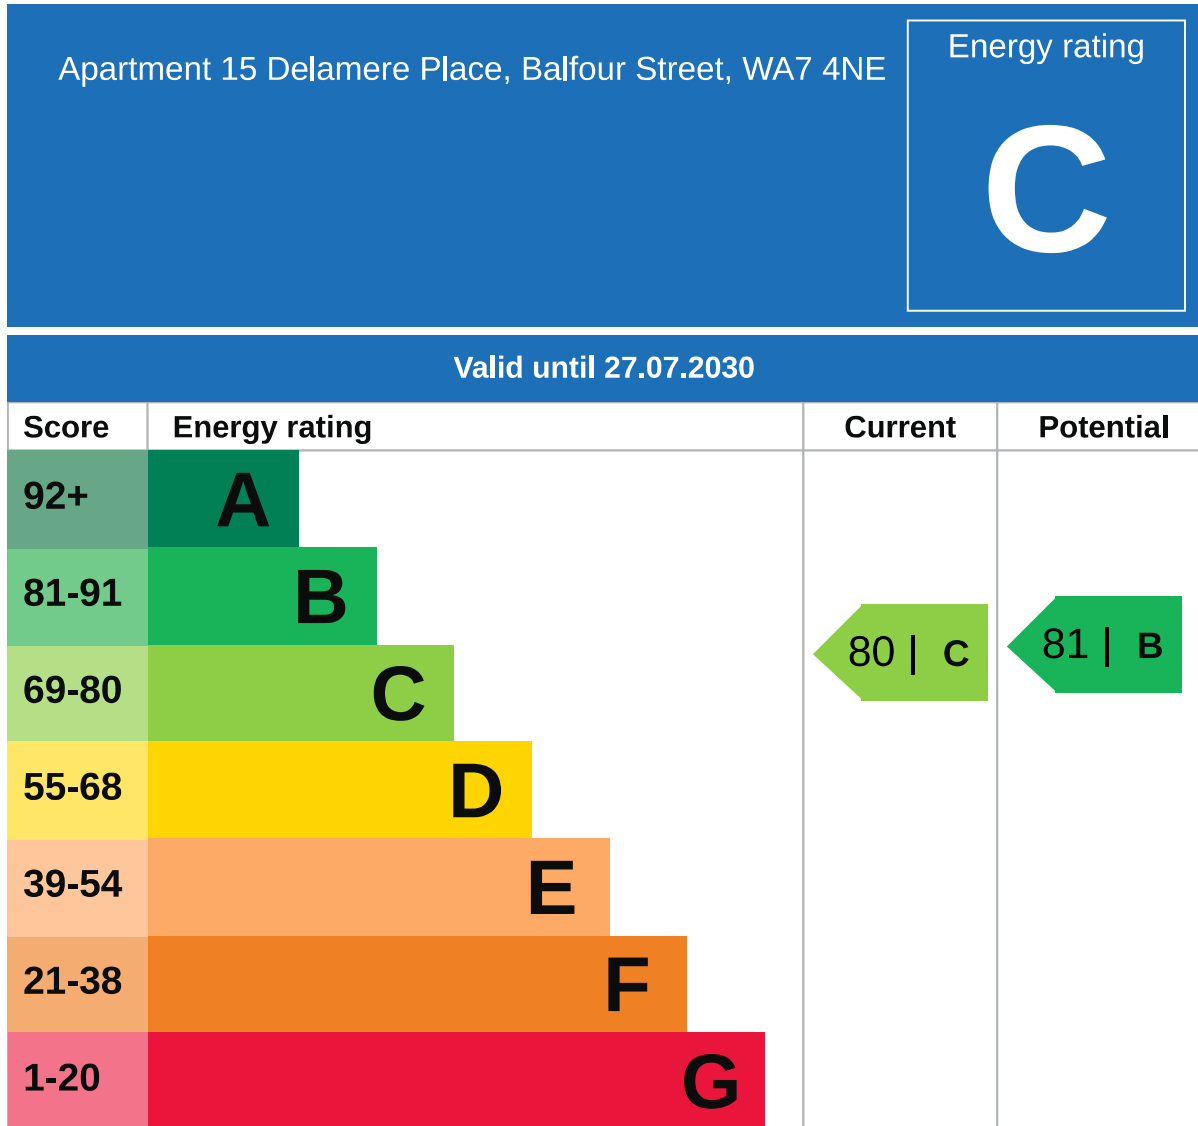 Apartment 15 Delamere Place, Balfour Street, WA7 4NE
Energy rating
C
Valid until 27.07.2030
Score Energy rating Current Potential
92+ A
81-91 B
69-80 C
80 | C
81 | B
55-68 D
39-54 E
21-38 F
1-20 G